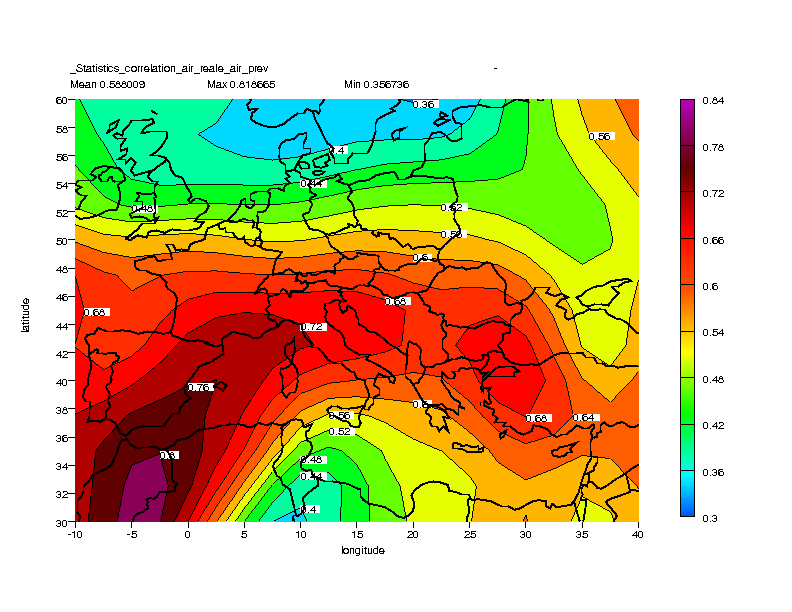 _Statistics_correlation_air_reale_air_prev -
Mean 0.588009 Max 0.818665 Min 0.356736
60 0.36 0.84
58 0.56
56 0.4 0.78
54 0.44
52 0.48 0.52 0.72
50 0.56 0.66
48 0.6
46 0.68 0.6
44 0.68 0.72 0.54
42
40 0.76 0.48
38 0.56 0.6 0.68 0.64
36 0.52 0.42
34 0.8 0.48
32 0.44 0.36
30 0.4 0.3
-10 -5 0 5 10 15 20 25 30 35 40
longitude
latitude